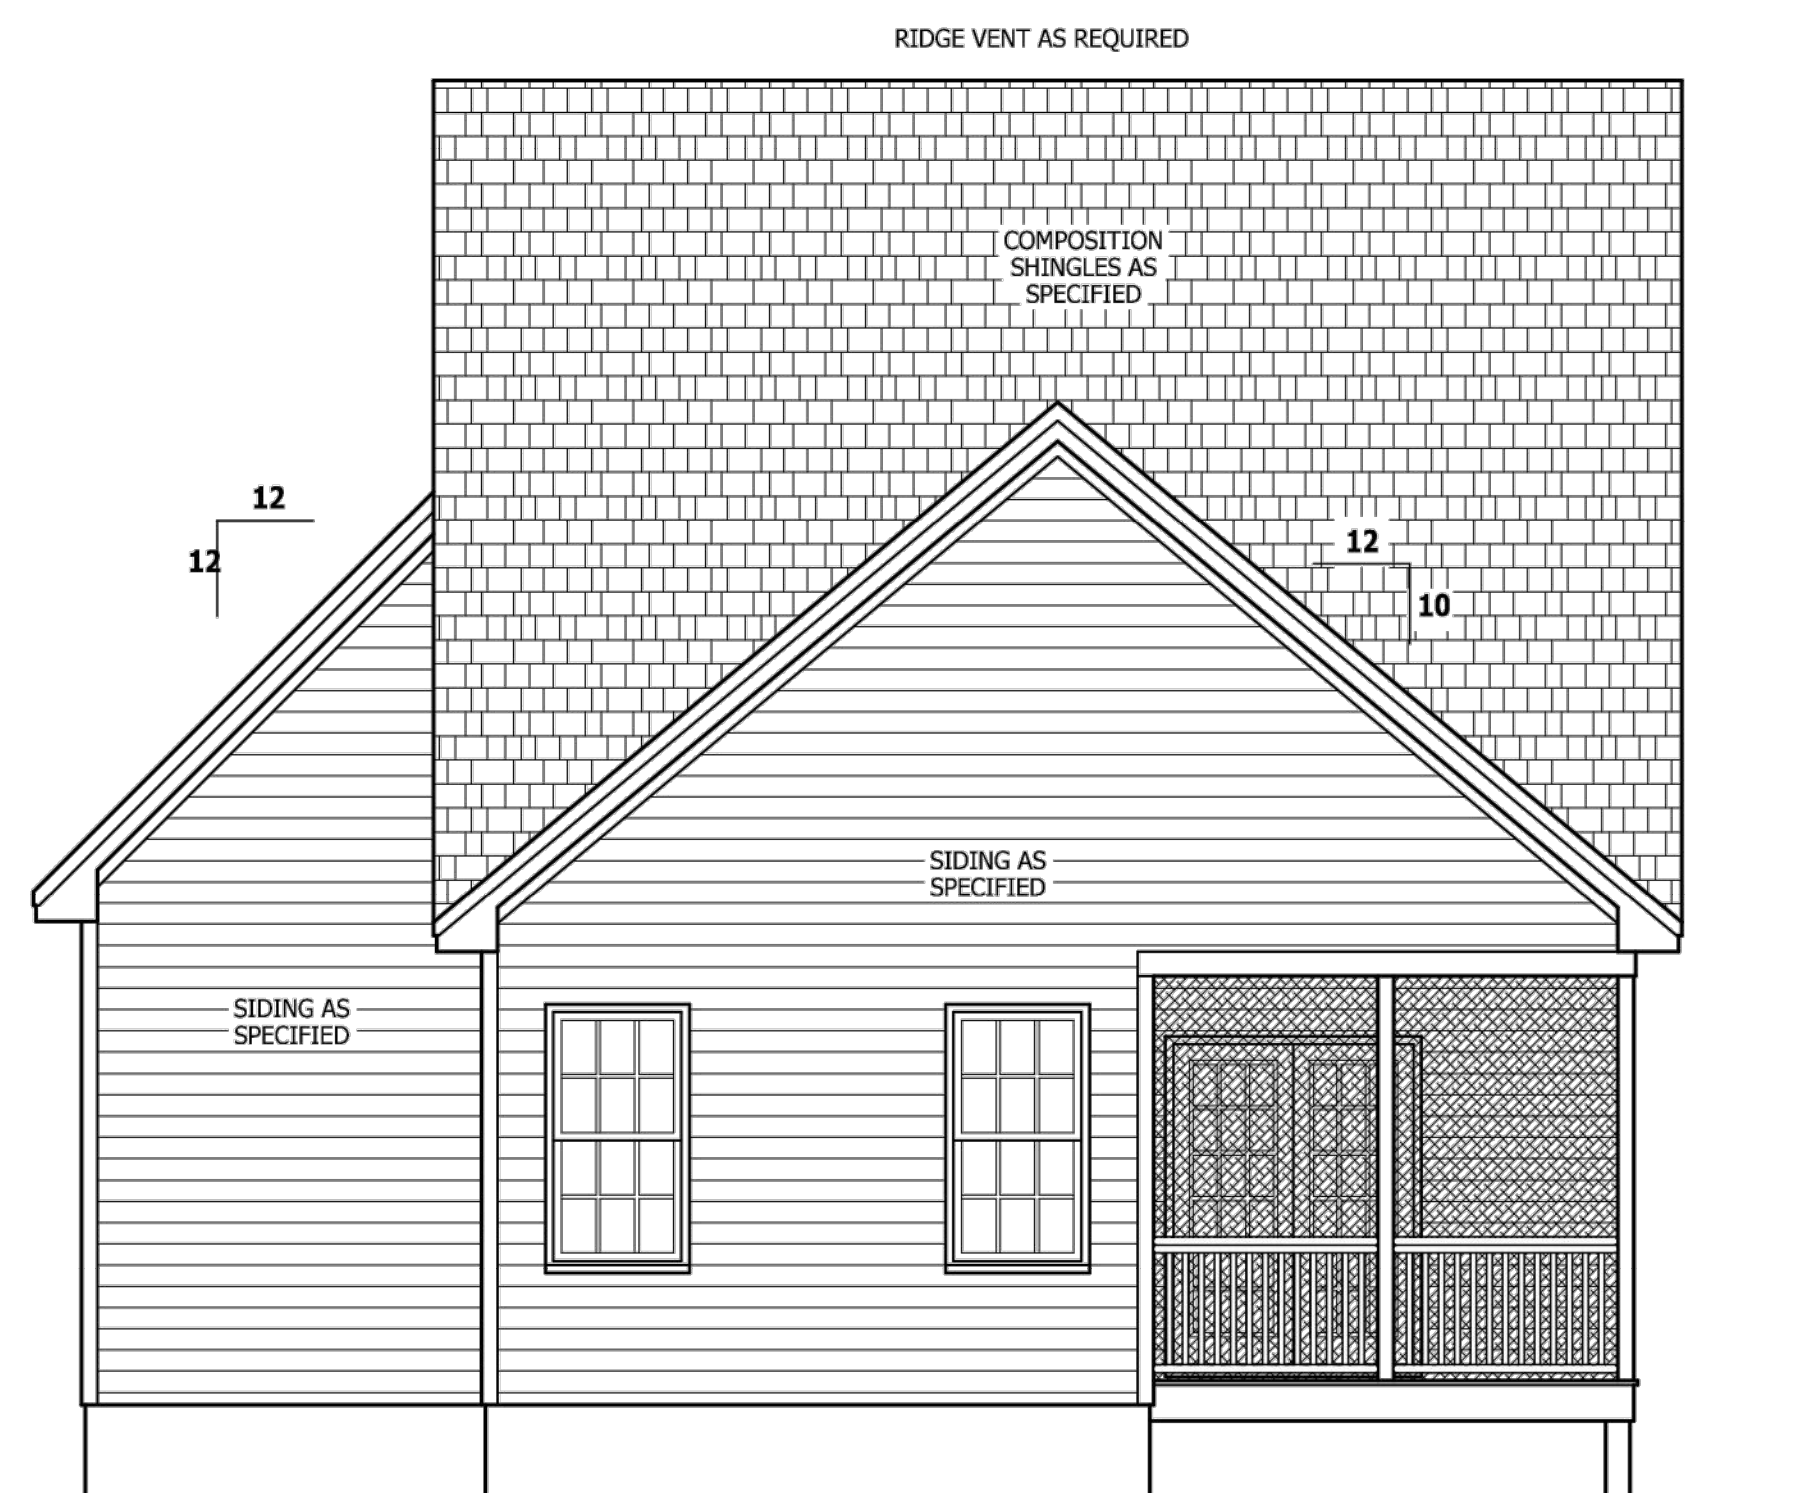 RIDGE VENT AS REQUIRED
COMPOSITION
SHINGLES AS
SPECIFIED
12
12
12
10
SIDING AS
SPECIFIED
SIDING AS
SPECIFIED